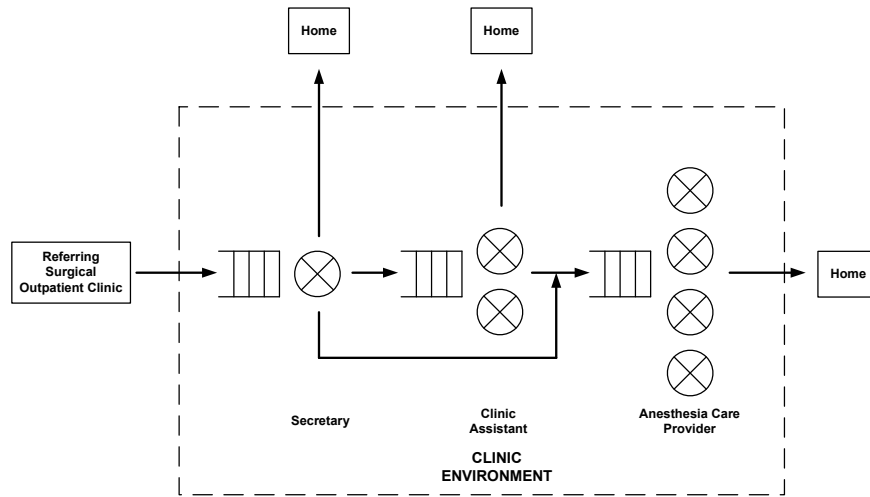 Home
Home
Referring
Surgical
Outpatient Clinic
Home
Secretary
Clinic
Assistant
Anesthesia Care
Provider
CLINIC
ENVIRONMENT